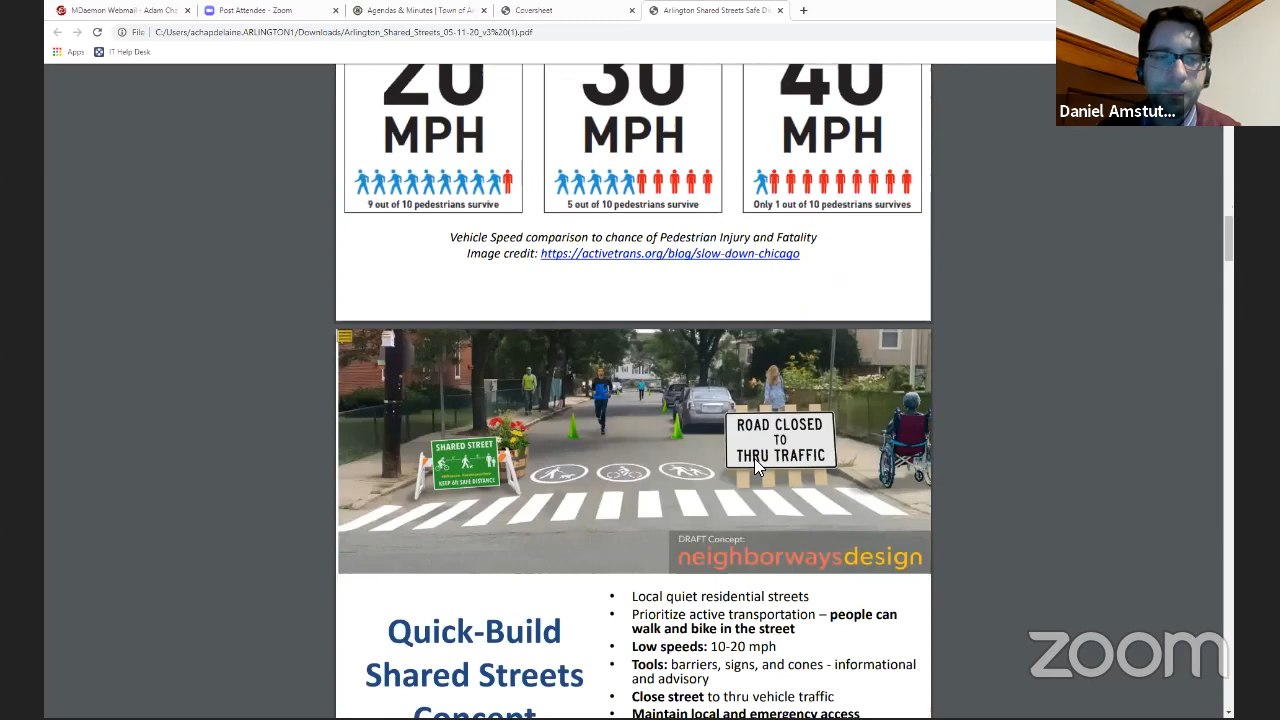 MDaemon Webmail - Adam Cha
Post Attendee - Zoom
Agendas & Minutes | Town of Ar
Coversheet
Arlington Shared Streets Safe Di
File
C:/Users/achapdelaine.ARLINGTON1/Downloads/Arlington_Shared_Streets_05-11-20_v3%20(1).pdf
Apps
IT Help Desk
Daniel Amstut...
20 30 40
MPH MPH MPH
9 out of 10 pedestrians survive
5 out of 10 pedestrians survive
Only 1 out of 10 pedestrians survives
Vehicle Speed comparison to chance of Pedestrian Injury and Fatality
Image credit: https://activetrans.org/blog/slow-down-chicago
SHARED STREET
KEEP 6ft SAFE DISTANCE
ROAD CLOSED
TO
THRU TRAFFIC
DRAFT Concept:
neighborwaysdesign
Quick-Build
Shared Streets
Concept
• Local quiet residential streets
• Prioritize active transportation – people can
walk and bike in the street
• Low speeds: 10-20 mph
• Tools: barriers, signs, and cones - informational
and advisory
• Close street to thru vehicle traffic
• Maintain local and emergency access
zoom